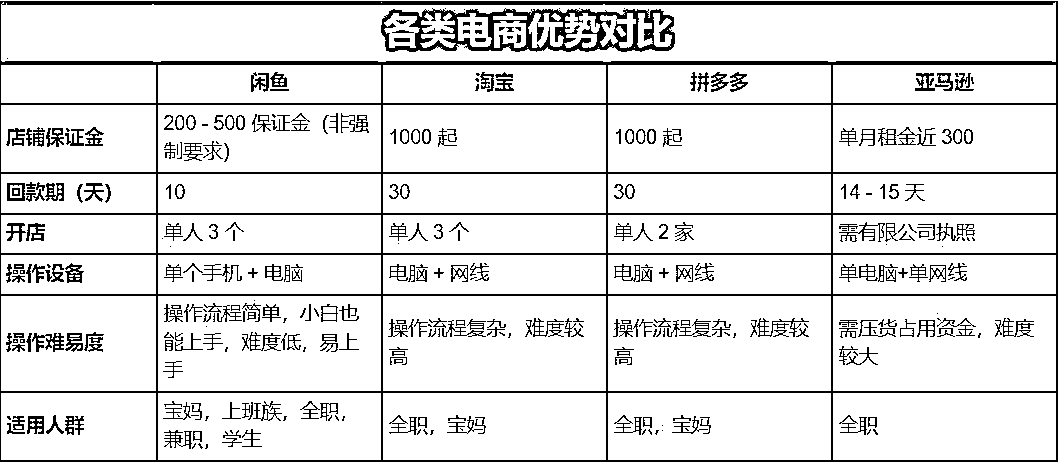 各类电商优势对比
闲鱼 淘宝 拼多多 亚马逊
店铺保证金 200 - 500 保证金（非强制要求） 1000 起 1000 起 单月租金近 300
回款期（天） 10 30 30 14 - 15 天
开店 单人 3 个 单人 3 个 单人 2 家 需有限公司执照
操作设备 单个手机 + 电脑 电脑 + 网线 电脑 + 网线 单电脑+单网线
操作难易度 操作流程简单，小白也能上手，难度低，易上手 操作流程复杂，难度较高 操作流程复杂，难度较高 需压货占用资金，难度较大
适用人群 宝妈，上班族，全职，兼职，学生 全职，宝妈 全职，宝妈 全职